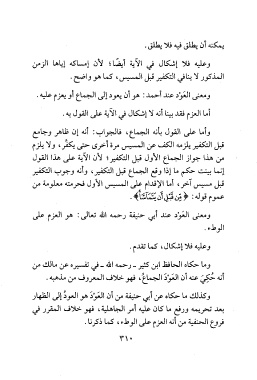 يمكنه أن يطلق فيه فلا يطلق.
وعليه فلا إشكال في الآية أيضًا؛ لأن إمساكه إياها الزمن
المذكور لا ينافي التكفير قبل المسيس، كما هو واضح.
ومعنى العَوْد عند أحمد: هو أن يعود إلى الجماع أو يعزم عليه.
أما العزم فقد بينا أنه لا إشكال في الآية على القول به.
وأما على القول بأنه الجماع، فالجواب: أنه إن ظاهر وجامع
قبل التكفير يلزمه الكف عن المسيس مرة أخرى حتى يكفِّر، ولا يلزم
من هذا جواز الجماع الأول قبل التكفير؛ لأن الآية على هذا القول
إنما بينت حكم ما إذا وقع الجماع قبل التكفير، وأنه وجوب التكفير
قبل مسيس آخر، أما الإقدام على المسيس الأول فحرمته معلومة من
عموم قوله: ﴿مِّن قَبْلِ أَن يَتَمَآسَّا﴾.
ومعنى العَوْد عند أبي حنيفة رحمه الله تعالى: هو العزم على
الوطء.
وعليه فلا إشكال، كما تقدم.
وما حكاه الحافظ ابن كثير ـ رحمه الله ـ في تفسيره عن مالك من
أنه حُكِيَ عنه أن العَوْدَ الجماعُ، فهو خلاف المعروف من مذهبه.
وكذلك ما حكاه عن أبي حنيفة من أن العَوْد هو العودُ إلى الظهار
بعد تحريمه ورفع ما كان عليه أمر الجاهلية، فهو خلاف المقرر في
فروع الحنفية من أنه العزم على الوطء، كما ذكرنا.
٣١٠